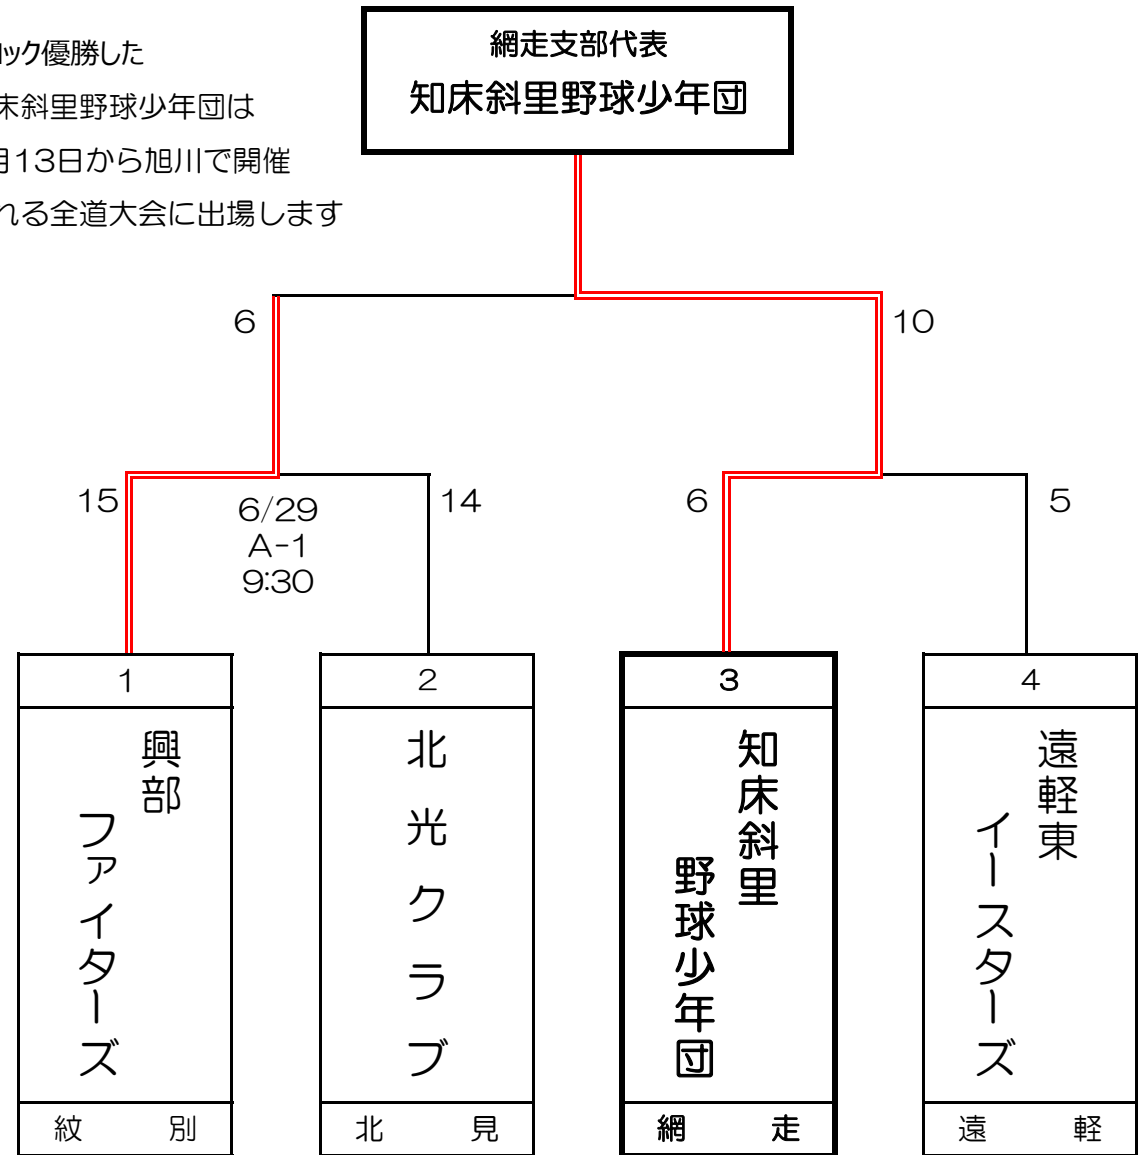 ロック優勝した
床斜里野球少年団は
月13日から旭川で開催
れる全道大会に出場します
網走支部代表
知床斜里野球少年団
6
10
15
6/29
A-1
9:30
14
6
5
1
興部
ファイターズ
紋 別
2
北光クラブ
北 見
3
知床斜里
野球少年団
網 走
4
遠軽東
イースターズ
遠 軽